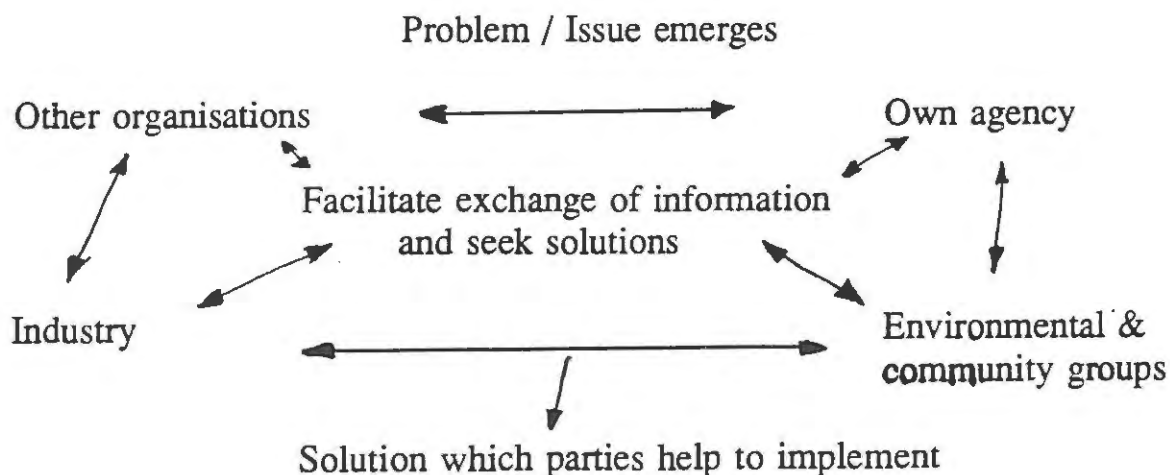 Problem / Issue emerges
Other organisations
Own agency
Facilitate exchange of information
and seek solutions
Industry
Environmental &
community groups
Solution which parties help to implement